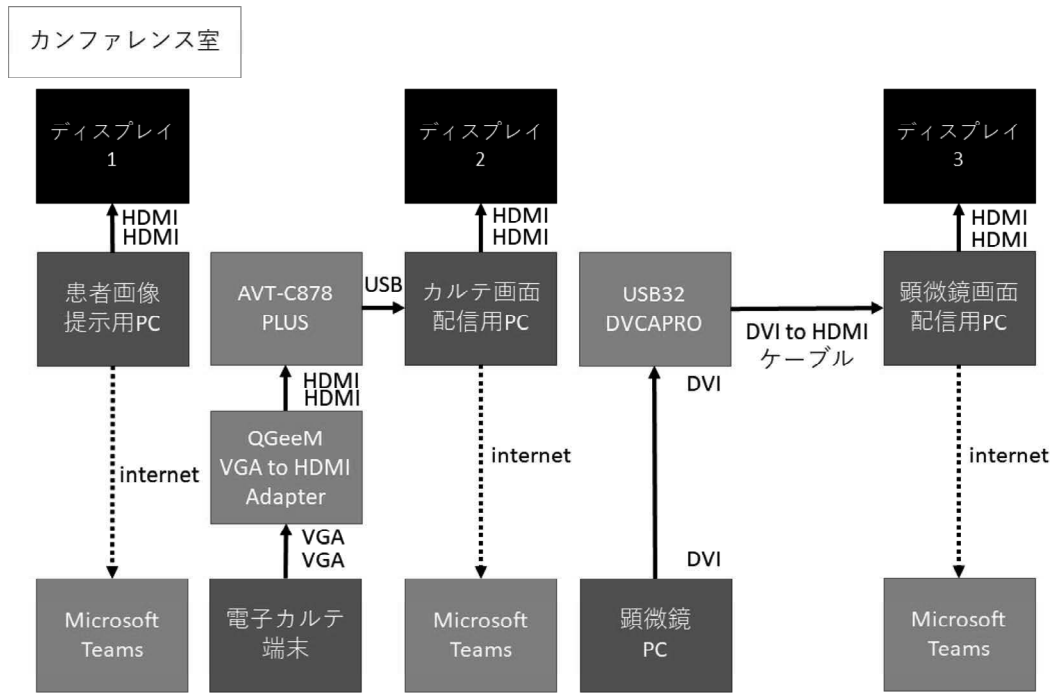 カンファレンス室
ディスプレイ
1
ディスプレイ
2
ディスプレイ
3
HDMI
HDMI
HDMI
HDMI
HDMI
HDMI
患者画像
提示用PC
AVT-C878
PLUS
USB
カルテ画面
配信用PC
USB32
DVCAPRO
DVI to HDMI
ケーブル
顕微鏡画面
配信用PC
HDMI
HDMI
DVI
QGeeM
VGA to HDMI
Adapter
internet
internet
internet
VGA
VGA
DVI
Microsoft
Teams
電子カルテ
端末
Microsoft
Teams
顕微鏡
PC
Microsoft
Teams